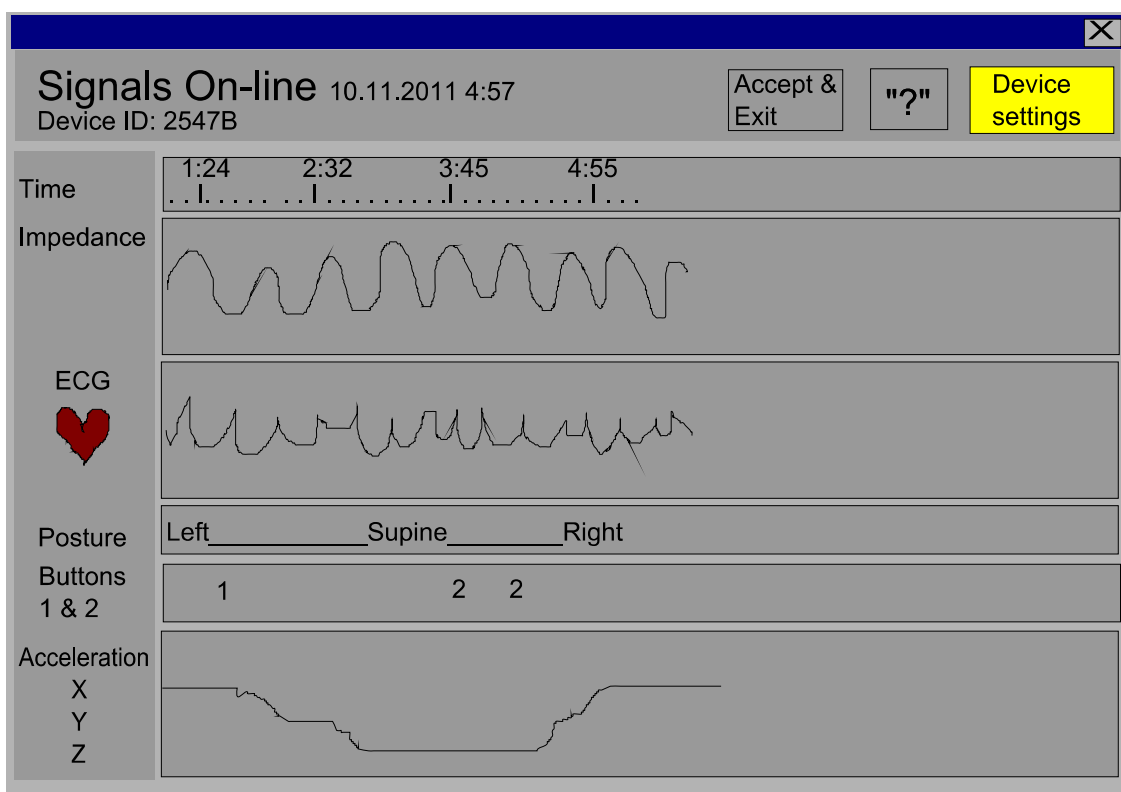 Signals On-line 10.11.2011 4:57
Device ID: 2547B
Accept &
Exit
"?"
Device
settings
Time
1:24 2:32 3:45 4:55
Impedance
ECG
Posture
Left Supine Right
Buttons
1 & 2
1 2 2
Acceleration
X
Y
Z